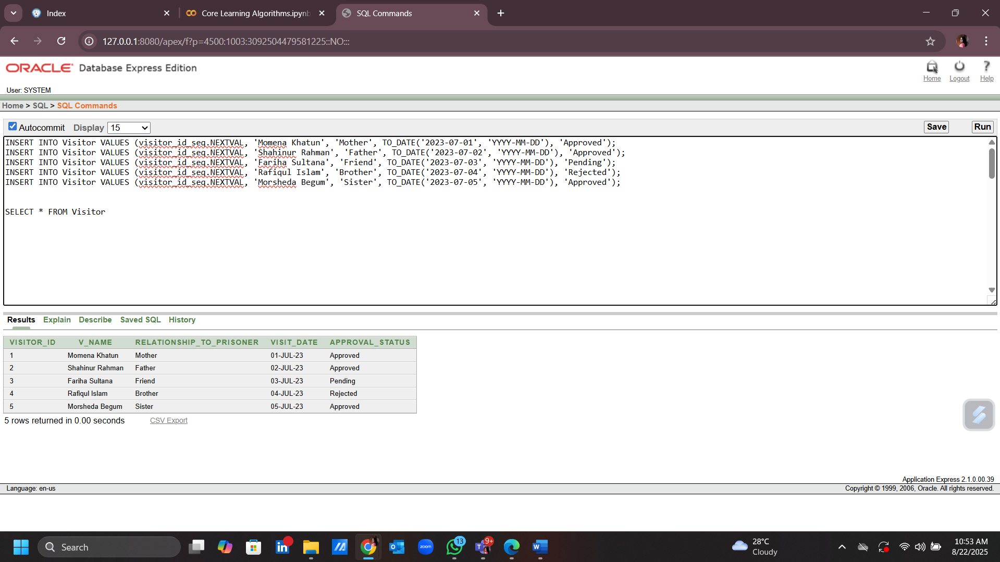 Index
Core Learning Algorithms.ipynb
SQL Commands
127.0.0.1:8080/apex/f?p=4500:1003:3092504479581225::NO:::
ORACLE Database Express Edition
Home Logout Help
User: SYSTEM
Home > SQL > SQL Commands
Autocommit Display 15 Save Run
INSERT INTO Visitor VALUES (visitor_id_seq.NEXTVAL, 'Momena Khatun', 'Mother', TO_DATE('2023-07-01', 'YYYY-MM-DD'), 'Approved');
INSERT INTO Visitor VALUES (visitor_id_seq.NEXTVAL, 'Shahinur Rahman', 'Father', TO_DATE('2023-07-02', 'YYYY-MM-DD'), 'Approved');
INSERT INTO Visitor VALUES (visitor_id_seq.NEXTVAL, 'Fariha Sultana', 'Friend', TO_DATE('2023-07-03', 'YYYY-MM-DD'), 'Pending');
INSERT INTO Visitor VALUES (visitor_id_seq.NEXTVAL, 'Rafiqul Islam', 'Brother', TO_DATE('2023-07-04', 'YYYY-MM-DD'), 'Rejected');
INSERT INTO Visitor VALUES (visitor_id_seq.NEXTVAL, 'Morsheda Begum', 'Sister', TO_DATE('2023-07-05', 'YYYY-MM-DD'), 'Approved');
SELECT * FROM Visitor
Results Explain Describe Saved SQL History
VISITOR_ID V_NAME RELATIONSHIP_TO_PRISONER VISIT_DATE APPROVAL_STATUS
1 Momena Khatun Mother 01-JUL-23 Approved
2 Shahinur Rahman Father 02-JUL-23 Approved
3 Fariha Sultana Friend 03-JUL-23 Pending
4 Rafiqul Islam Brother 04-JUL-23 Rejected
5 Morsheda Begum Sister 05-JUL-23 Approved
5 rows returned in 0.00 seconds CSV Export
Application Express 2.1.0.00.39
Language: en-us Copyright © 1999, 2006, Oracle. All rights reserved.
Search
zoom
13
9+
28°C
Cloudy
10:53 AM
8/22/2025